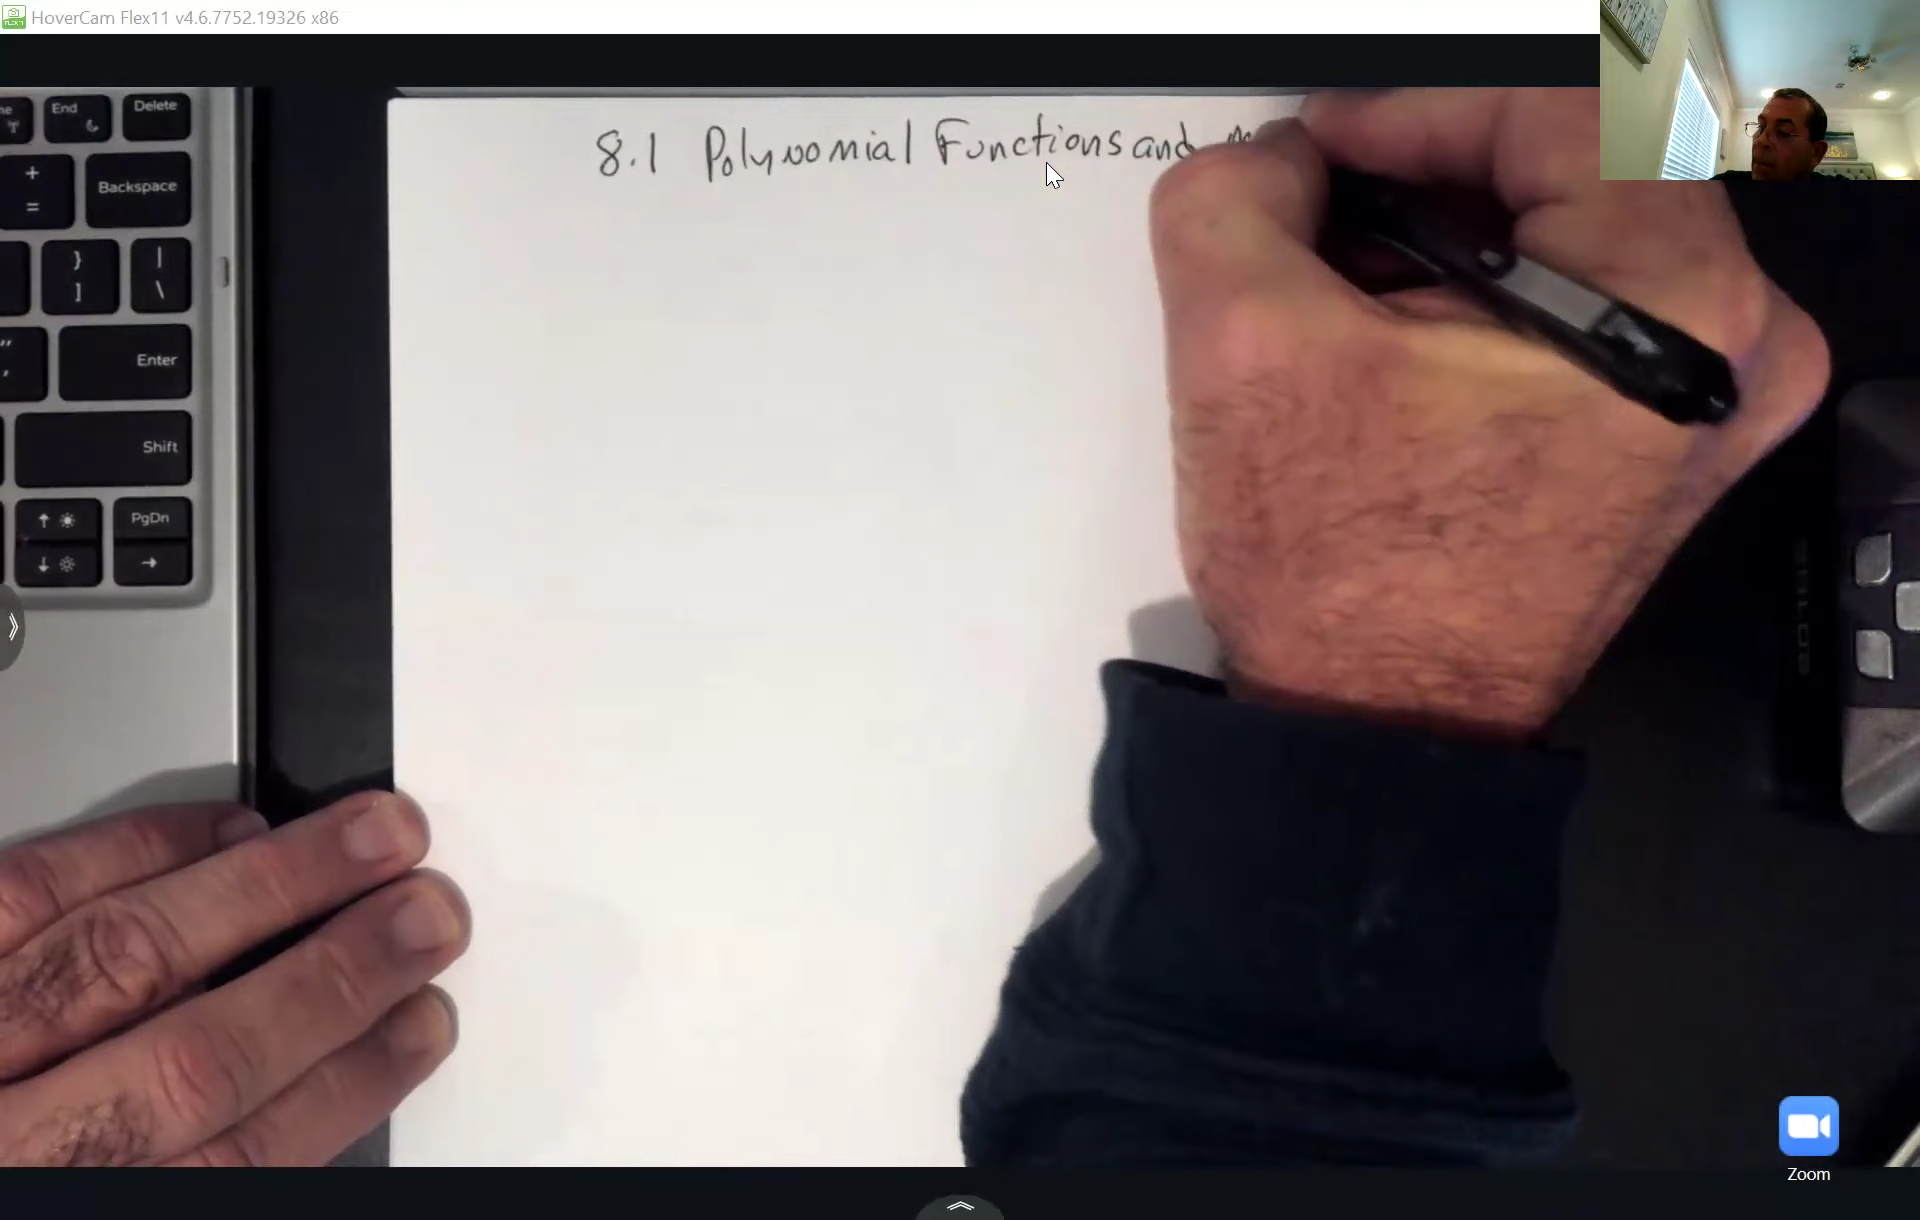 HoverCam Flex11 v4.6.7752.19326 x86
8.1 Polynomial Functions and
End
Delete
+
=
Backspace
}
]
|
\
"
,
Enter
Shift
↑
PgDn
↓
→
Zoom